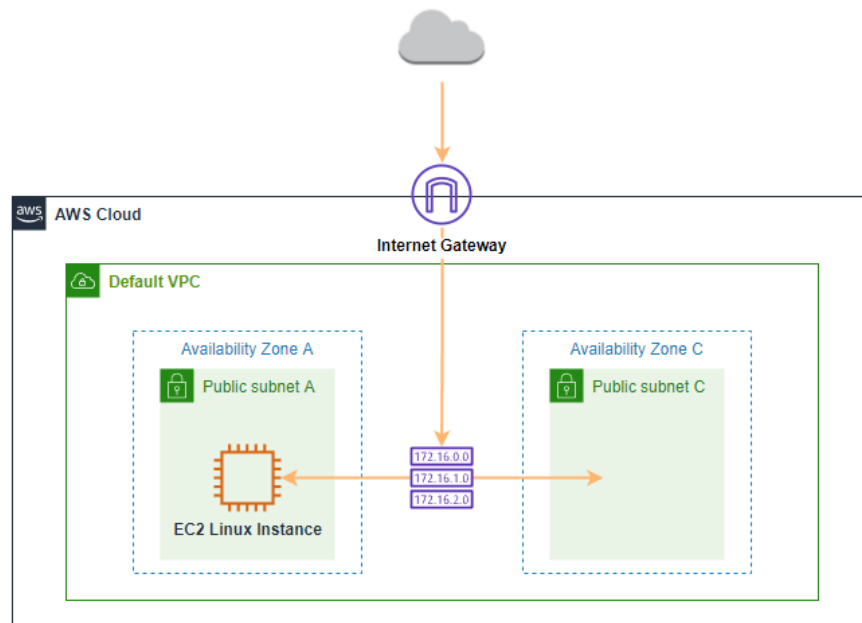 aws
AWS Cloud
Internet Gateway
Default VPC
Availability Zone A
Availability Zone C
Public subnet A
Public subnet C
172.16.0.0
172.16.1.0
172.16.2.0
EC2 Linux Instance